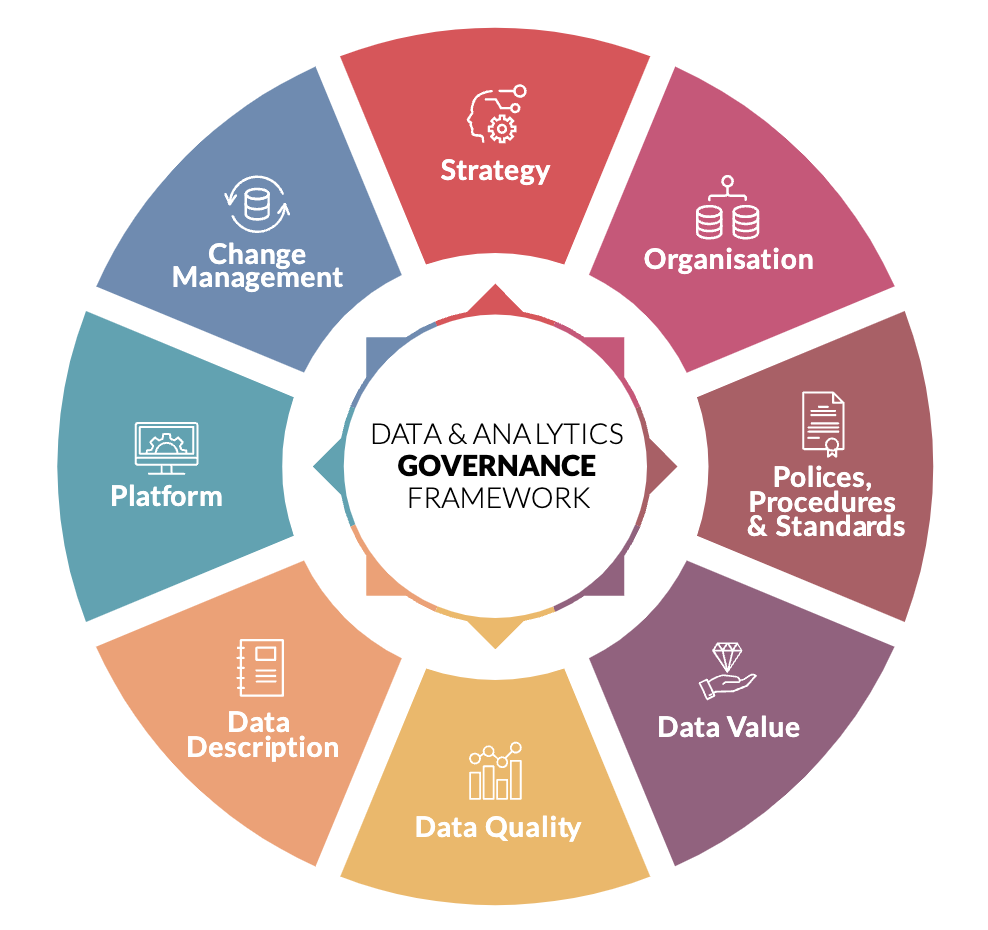 Strategy
Organisation
Polices,
Procedures
& Standards
Data Value
Data Quality
Data
Description
Platform
Change
Management
DATA & ANALYTICS
GOVERNANCE
FRAMEWORK